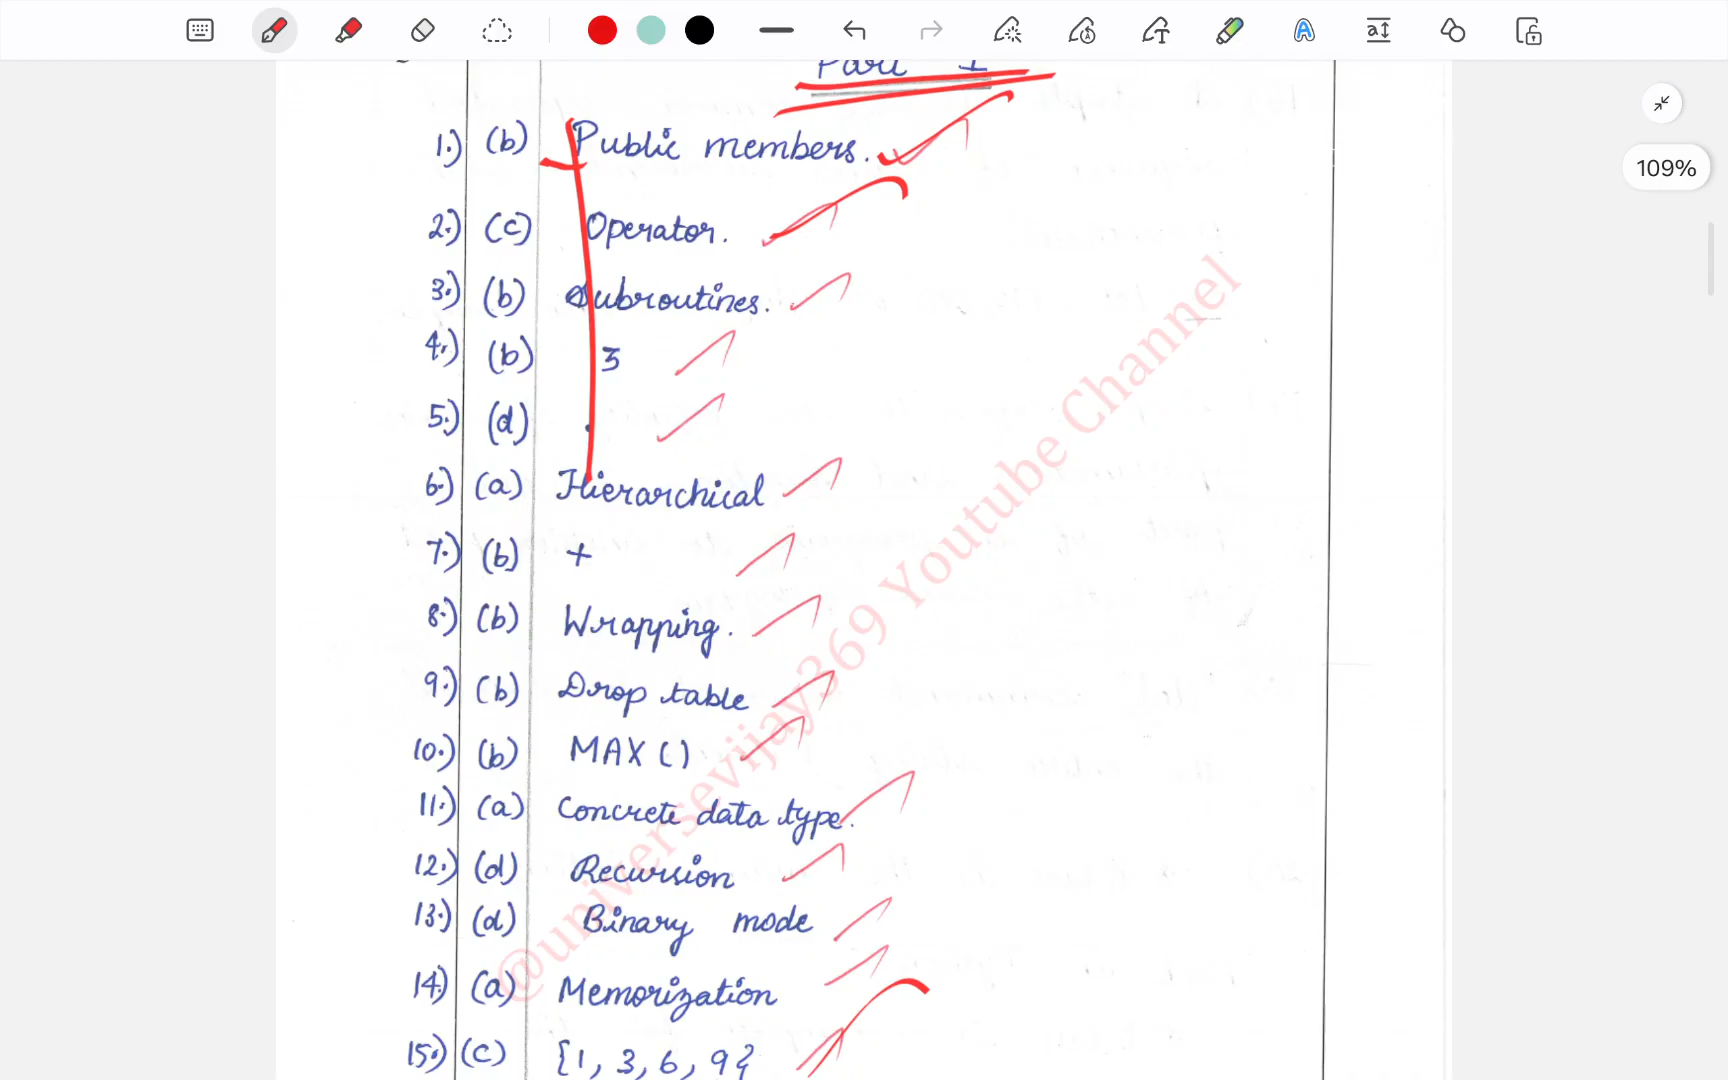 109%
Part I
1.) (b) Public members.
2.) (c) Operator.
3.) (b) Subroutines.
4.) (b) 3
5.) (d) .
6.) (a) Hierarchical
7.) (b) +
8.) (b) Wrapping.
9.) (b) Drop table
10.) (b) MAX ()
11.) (a) Concrete data type.
12.) (d) Recursion
13.) (d) Binary mode
14.) (a) Memorization
15.) (c) {1, 3, 6, 9}
@universevijay369 Youtube Channel